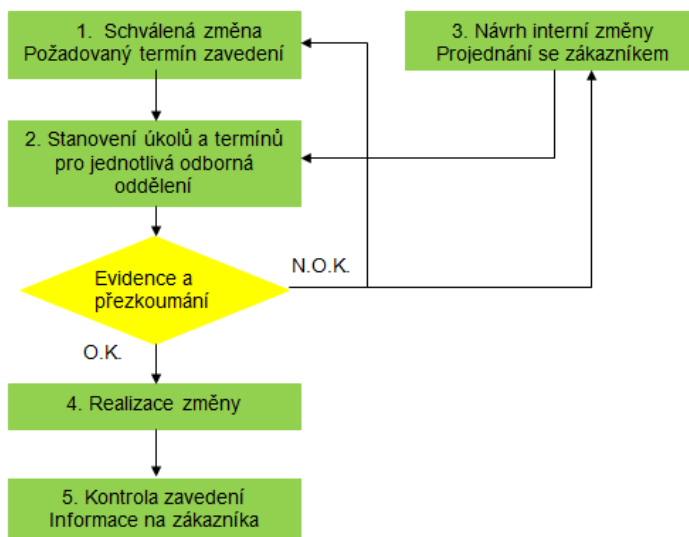 1. Schválená změna
Požadovaný termín zavedení
3. Návrh interní změny
Projednání se zákazníkem
2. Stanovení úkolů a termínů
pro jednotlivá odborná
oddělení
Evidence a
přezkoumání
N.O.K.
O.K.
4. Realizace změny
5. Kontrola zavedení
Informace na zákazníka